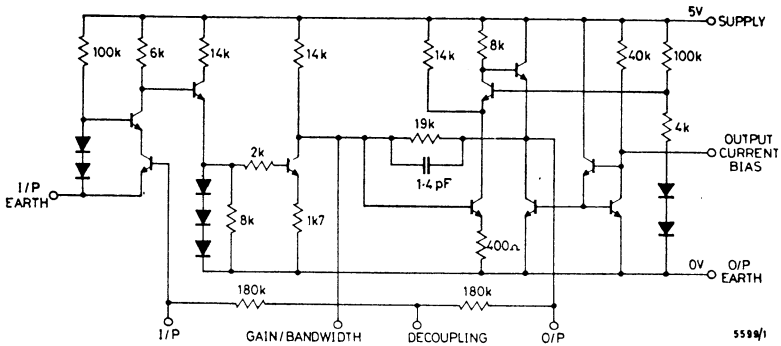 5V
SUPPLY
100k
6k
14k
14k
14k
8k
40k
100k
19k
4k
2k
1·4 pF
OUTPUT
CURRENT
BIAS
I/P
EARTH
8k
1k7
400Ω
0V
O/P
EARTH
180k
180k
I/P
GAIN/BANDWIDTH
DECOUPLING
O/P
5599/1